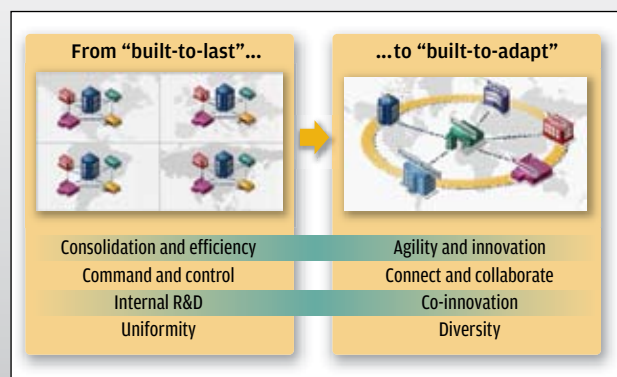 From “built-to-last”...
...to “built-to-adapt”
Consolidation and efficiency
Agility and innovation
Command and control
Connect and collaborate
Internal R&D
Co-innovation
Uniformity
Diversity